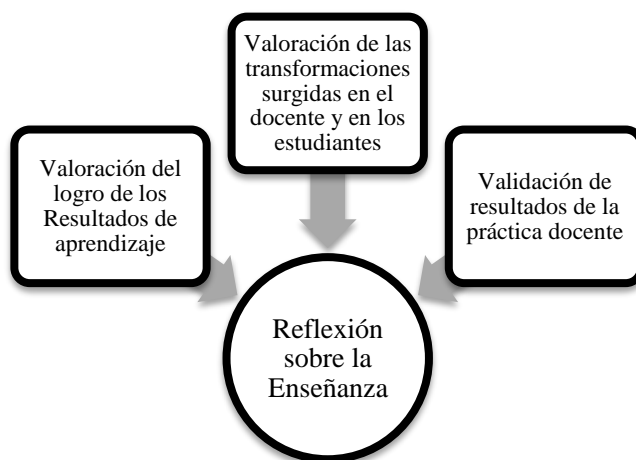 Valoración de las
transformaciones
surgidas en el
docente y en los
estudiantes
Valoración del
logro de los
Resultados de
aprendizaje
Validación de
resultados de la
práctica docente
Reflexión
sobre la
Enseñanza